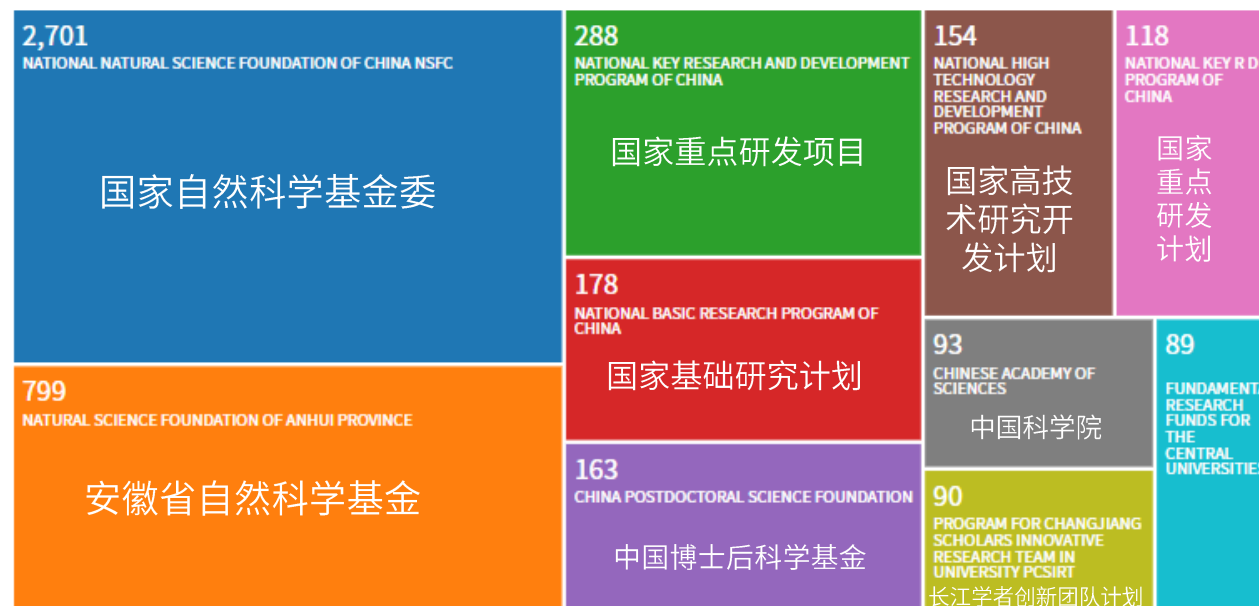 2,701
NATIONAL NATURAL SCIENCE FOUNDATION OF CHINA NSFC
国家自然科学基金委
799
NATURAL SCIENCE FOUNDATION OF ANHUI PROVINCE
安徽省自然科学基金
288
NATIONAL KEY RESEARCH AND DEVELOPMENT
PROGRAM OF CHINA
国家重点研发项目
178
NATIONAL BASIC RESEARCH PROGRAM OF
CHINA
国家基础研究计划
163
CHINA POSTDOCTORAL SCIENCE FOUNDATION
中国博士后科学基金
154
NATIONAL HIGH
TECHNOLOGY
RESEARCH AND
DEVELOPMENT
PROGRAM OF CHINA
国家高技
术研究开
发计划
118
NATIONAL KEY R D
PROGRAM OF
CHINA
国家
重点
研发
计划
93
CHINESE ACADEMY OF
SCIENCES
中国科学院
90
PROGRAM FOR CHANGJIANG
SCHOLARS INNOVATIVE
RESEARCH TEAM IN
UNIVERSITY PCSIRT
长江学者创新团队计划
89
FUNDAMENTA
RESEARCH
FUNDS FOR
THE
CENTRAL
UNIVERSITIES